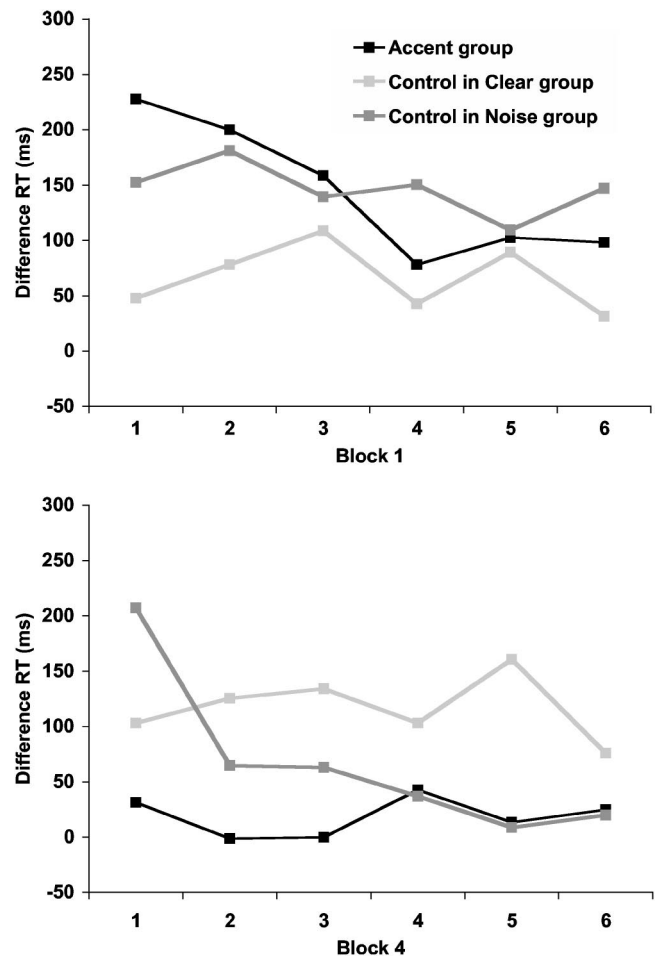 300
250
200
150
100
50
0
-50
Difference RT (ms)
Accent group
Control in Clear group
Control in Noise group
1 2 3 4 5 6
Block 1
300
250
200
150
100
50
0
-50
Difference RT (ms)
1 2 3 4 5 6
Block 4